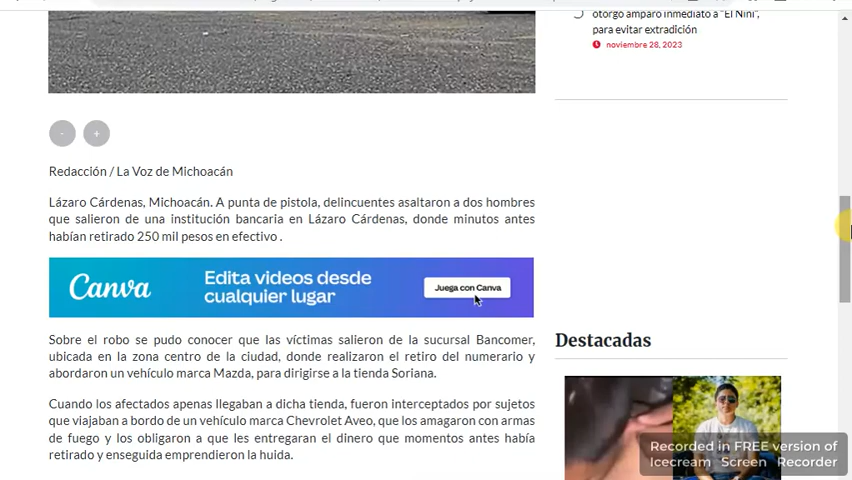 otorgó amparo inmediato a "El Nini",
para evitar extradición
noviembre 28, 2023
- +
Redacción / La Voz de Michoacán
Lázaro Cárdenas, Michoacán. A punta de pistola, delincuentes asaltaron a dos hombres
que salieron de una institución bancaria en Lázaro Cárdenas, donde minutos antes
habían retirado 250 mil pesos en efectivo .
Canva
Edita videos desde
cualquier lugar
Juega con Canva
Sobre el robo se pudo conocer que las víctimas salieron de la sucursal Bancomer,
ubicada en la zona centro de la ciudad, donde realizaron el retiro del numerario y
abordaron un vehículo marca Mazda, para dirigirse a la tienda Soriana.
Cuando los afectados apenas llegaban a dicha tienda, fueron interceptados por sujetos
que viajaban a bordo de un vehículo marca Chevrolet Aveo, que los amagaron con armas
de fuego y los obligaron a que les entregaran el dinero que momentos antes había
retirado y enseguida emprendieron la huida.
Destacadas
Recorded in FREE version of
Icecream Screen Recorder